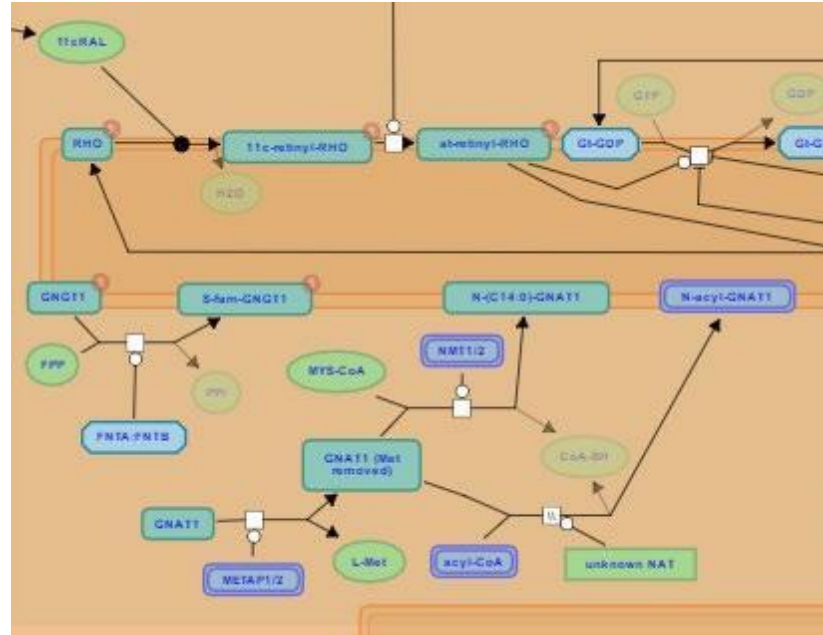 11cRAL
GTP
GDP
RHO
11c-retinyl-RHO
at-retinyl-RHO
Gt-GDP
Gt-G
H2O
GNGT1
S-farn-GNGT1
N-(C14:0)-GNAT1
N-acyl-GNAT1
FPP
PPi
MYS-CoA
NMT1/2
FNTA:FNTB
GNAT1 (Met
removed)
CoA-SH
GNAT1
L-Met
acyl-CoA
unknown NAT
METAP1/2